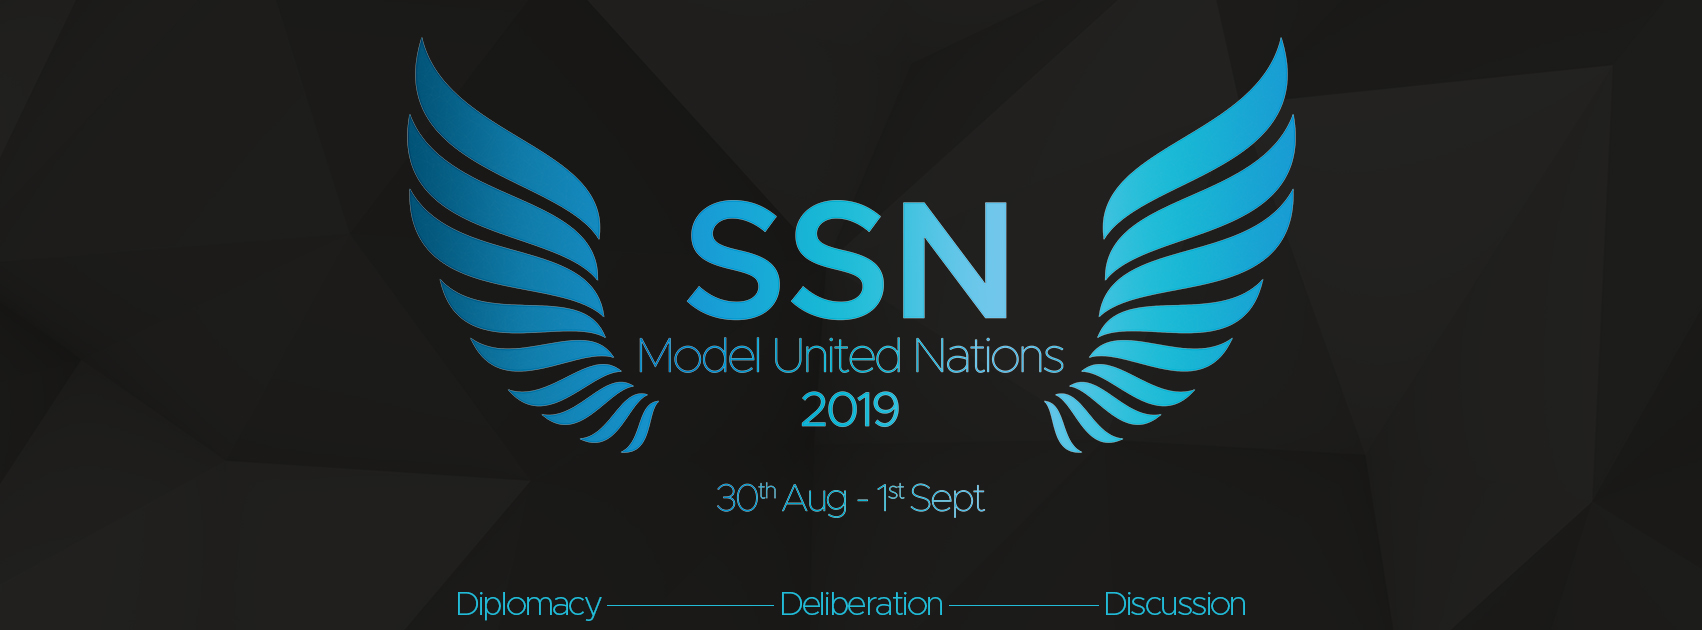 SSN
Model United Nations
2019
30th Aug - 1st Sept
Diplomacy Deliberation Discussion